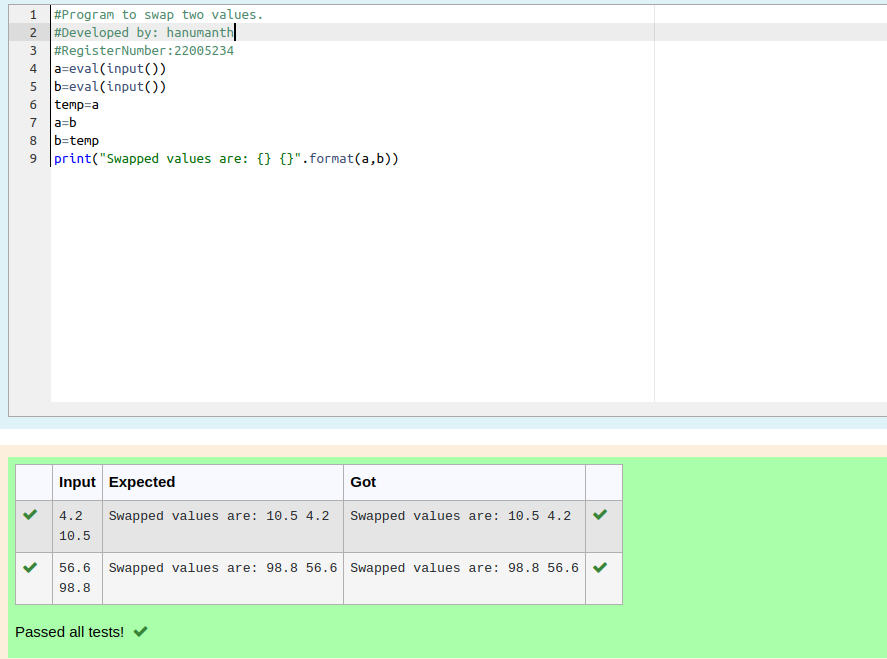 1 #Program to swap two values.
2 #Developed by: hanumanth
3 #RegisterNumber:22005234
4 a=eval(input())
5 b=eval(input())
6 temp=a
7 a=b
8 b=temp
9 print("Swapped values are: {} {}".format(a,b))
Input Expected Got
4.2 Swapped values are: 10.5 4.2 Swapped values are: 10.5 4.2
10.5
56.6 Swapped values are: 98.8 56.6 Swapped values are: 98.8 56.6
98.8
Passed all tests!